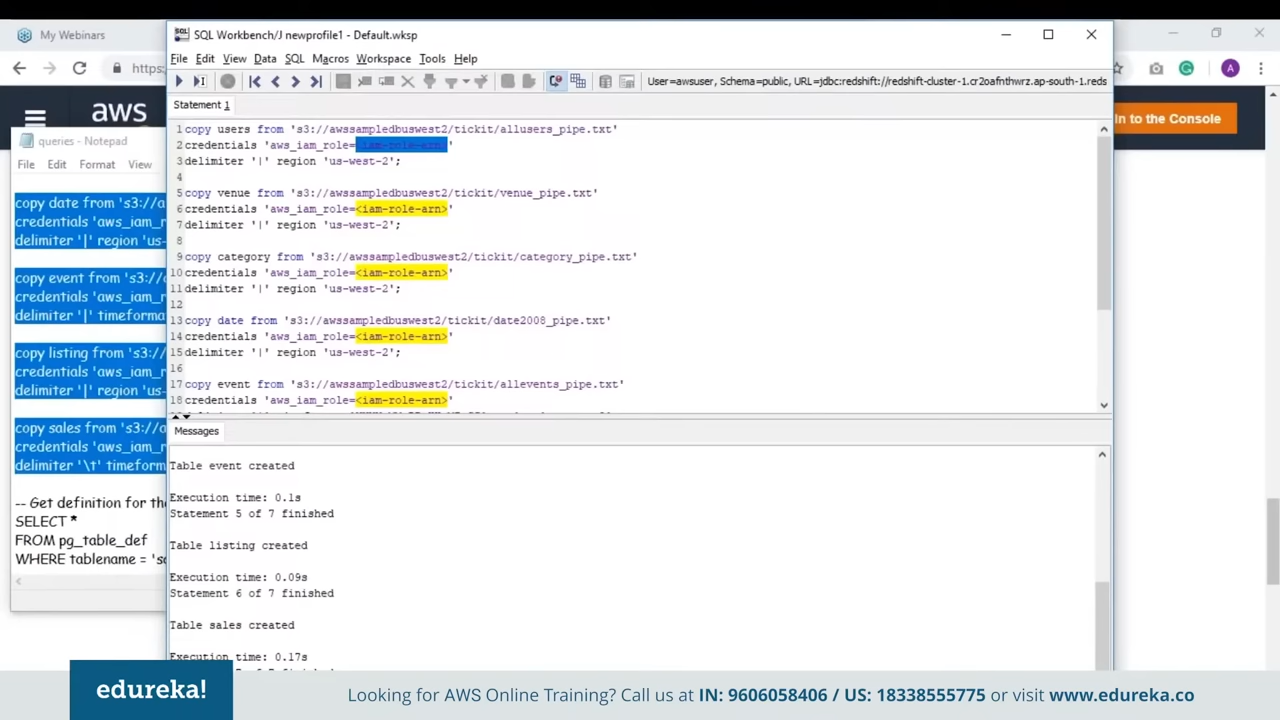 My Webinars
SQL Workbench/J newprofile1 - Default.wksp
File Edit View Data SQL Macros Workspace Tools Help
https:
A
User=awsuser, Schema=public, URL=jdbc:redshift://redshift-cluster-1.cr2oafnthwrz.ap-south-1.reds
aws
In to the Console
Statement 1
queries - Notepad
File Edit Format View
1 copy users from 's3://awssampledbuswest2/tickit/allusers_pipe.txt'
2 credentials 'aws_iam_role=<iam-role-arn>'
3 delimiter '|' region 'us-west-2';
4
5 copy venue from 's3://awssampledbuswest2/tickit/venue_pipe.txt'
6 credentials 'aws_iam_role=<iam-role-arn>'
7 delimiter '|' region 'us-west-2';
8
9 copy category from 's3://awssampledbuswest2/tickit/category_pipe.txt'
10 credentials 'aws_iam_role=<iam-role-arn>'
11 delimiter '|' region 'us-west-2';
12
13 copy date from 's3://awssampledbuswest2/tickit/date2008_pipe.txt'
14 credentials 'aws_iam_role=<iam-role-arn>'
15 delimiter '|' region 'us-west-2';
16
17 copy event from 's3://awssampledbuswest2/tickit/allevents_pipe.txt'
18 credentials 'aws_iam_role=<iam-role-arn>'
copy date from 's3://a
credentials 'aws_iam_r
delimiter '|' region 'us-
copy event from 's3://
credentials 'aws_iam_r
delimiter '|' timeforma
copy listing from 's3://
credentials 'aws_iam_r
delimiter '|' region 'us-
copy sales from 's3://a
credentials 'aws_iam_r
delimiter '\t' timeform
-- Get definition for the
SELECT *
FROM pg_table_def
WHERE tablename = 'sa
Messages
Table event created
Execution time: 0.1s
Statement 5 of 7 finished
Table listing created
Execution time: 0.09s
Statement 6 of 7 finished
Table sales created
Execution time: 0.17s
edureka!
Looking for AWS Online Training? Call us at IN: 9606058406 / US: 18338555775 or visit www.edureka.co